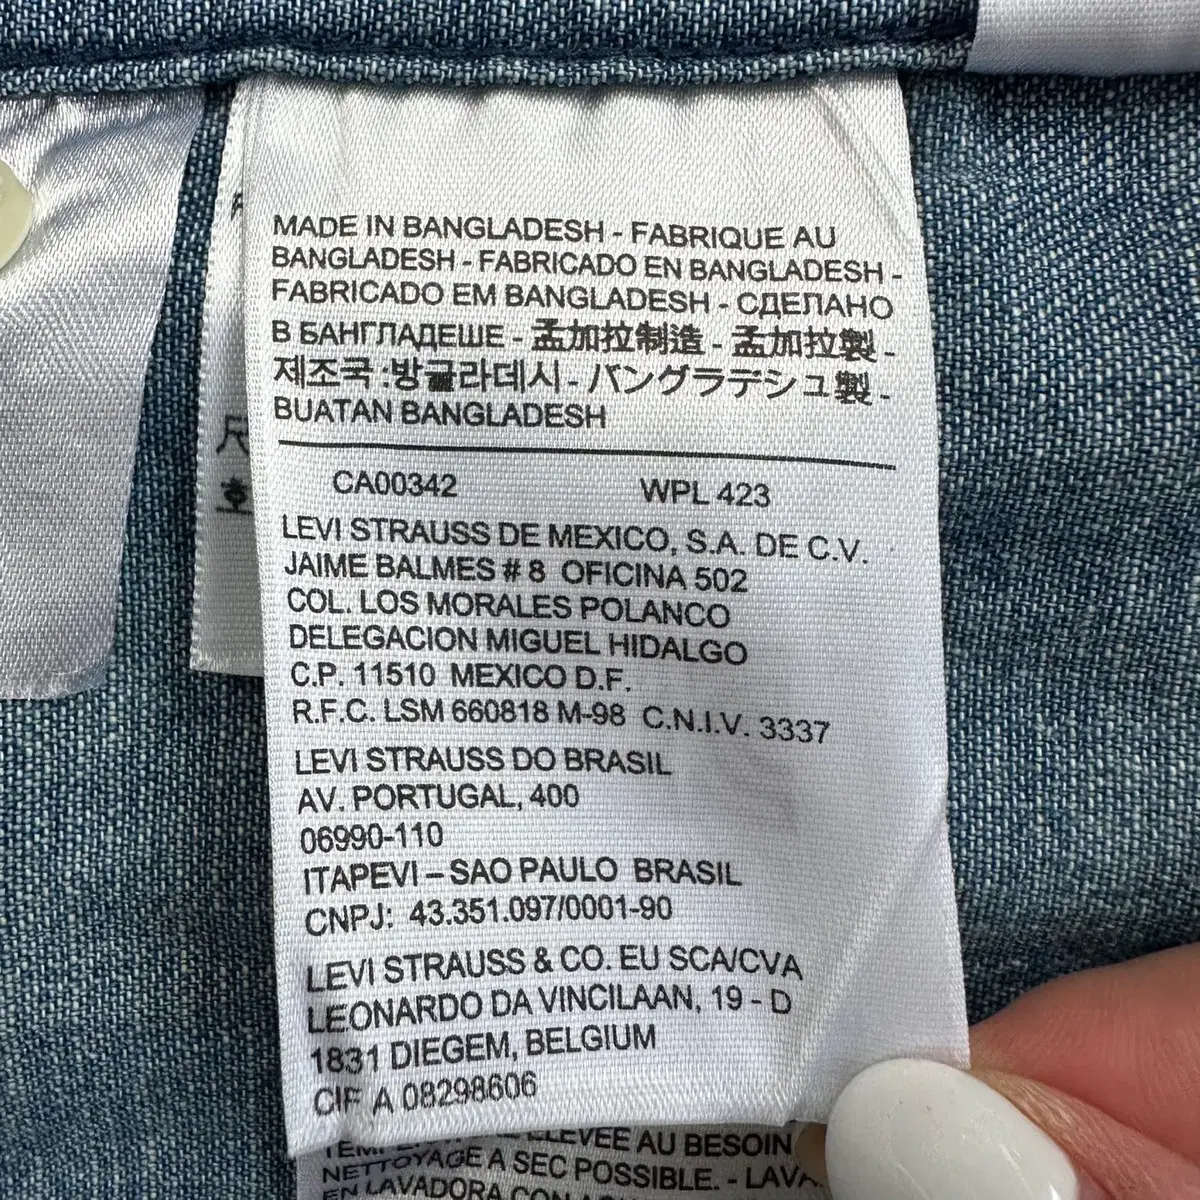 MADE IN BANGLADESH - FABRIQUE AU
BANGLADESH - FABRICADO EN BANGLADESH -
FABRICADO EM BANGLADESH - СДЕЛАНО
В БАНГЛАДЕШЕ - 孟加拉制造 - 孟加拉製 -
제조국 :방글라데시 - バングラデシュ製 -
BUATAN BANGLADESH
CA00342 WPL 423
LEVI STRAUSS DE MEXICO, S.A. DE C.V.
JAIME BALMES # 8 OFICINA 502
COL. LOS MORALES POLANCO
DELEGACION MIGUEL HIDALGO
C.P. 11510 MEXICO D.F.
R.F.C. LSM 660818 M-98 C.N.I.V. 3337
LEVI STRAUSS DO BRASIL
AV. PORTUGAL, 400
06990-110
ITAPEVI – SAO PAULO BRASIL
CNPJ: 43.351.097/0001-90
LEVI STRAUSS & CO. EU SCA/CVA
LEONARDO DA VINCILAAN, 19 - D
1831 DIEGEM, BELGIUM
CIF A 08298606
ELEVÉE AU BESOIN
NETTOYAGE A SEC POSSIBLE. - LAVA
EN LAVADORA CON